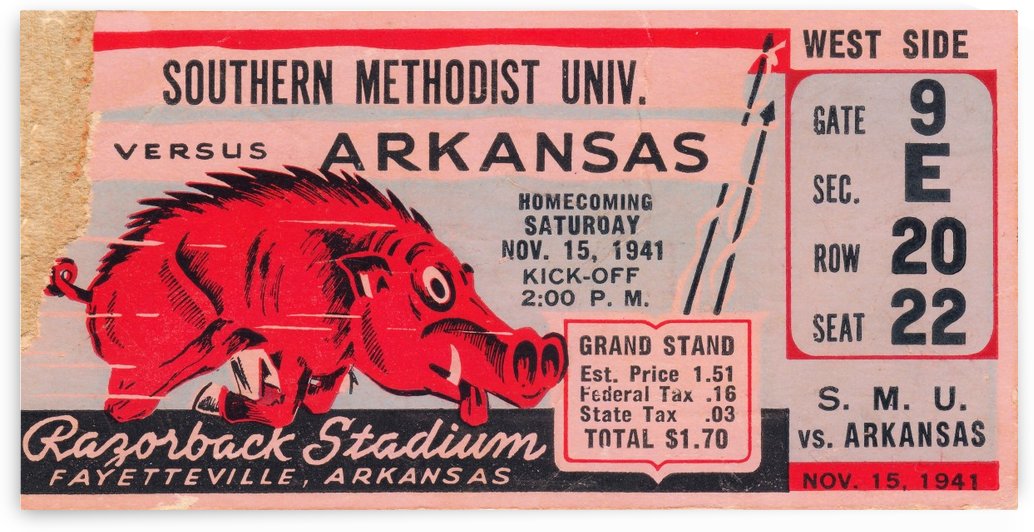 SOUTHERN METHODIST UNIV.
VERSUS ARKANSAS
HOMECOMING
SATURDAY
NOV. 15, 1941
KICK-OFF
2:00 P. M.
GRAND STAND
Est. Price 1.51
Federal Tax .16
State Tax .03
TOTAL $1.70
Razorback Stadium
FAYETTEVILLE, ARKANSAS
WEST SIDE
GATE 9
SEC. E
ROW 20
SEAT 22
S. M. U.
vs. ARKANSAS
NOV. 15, 1941